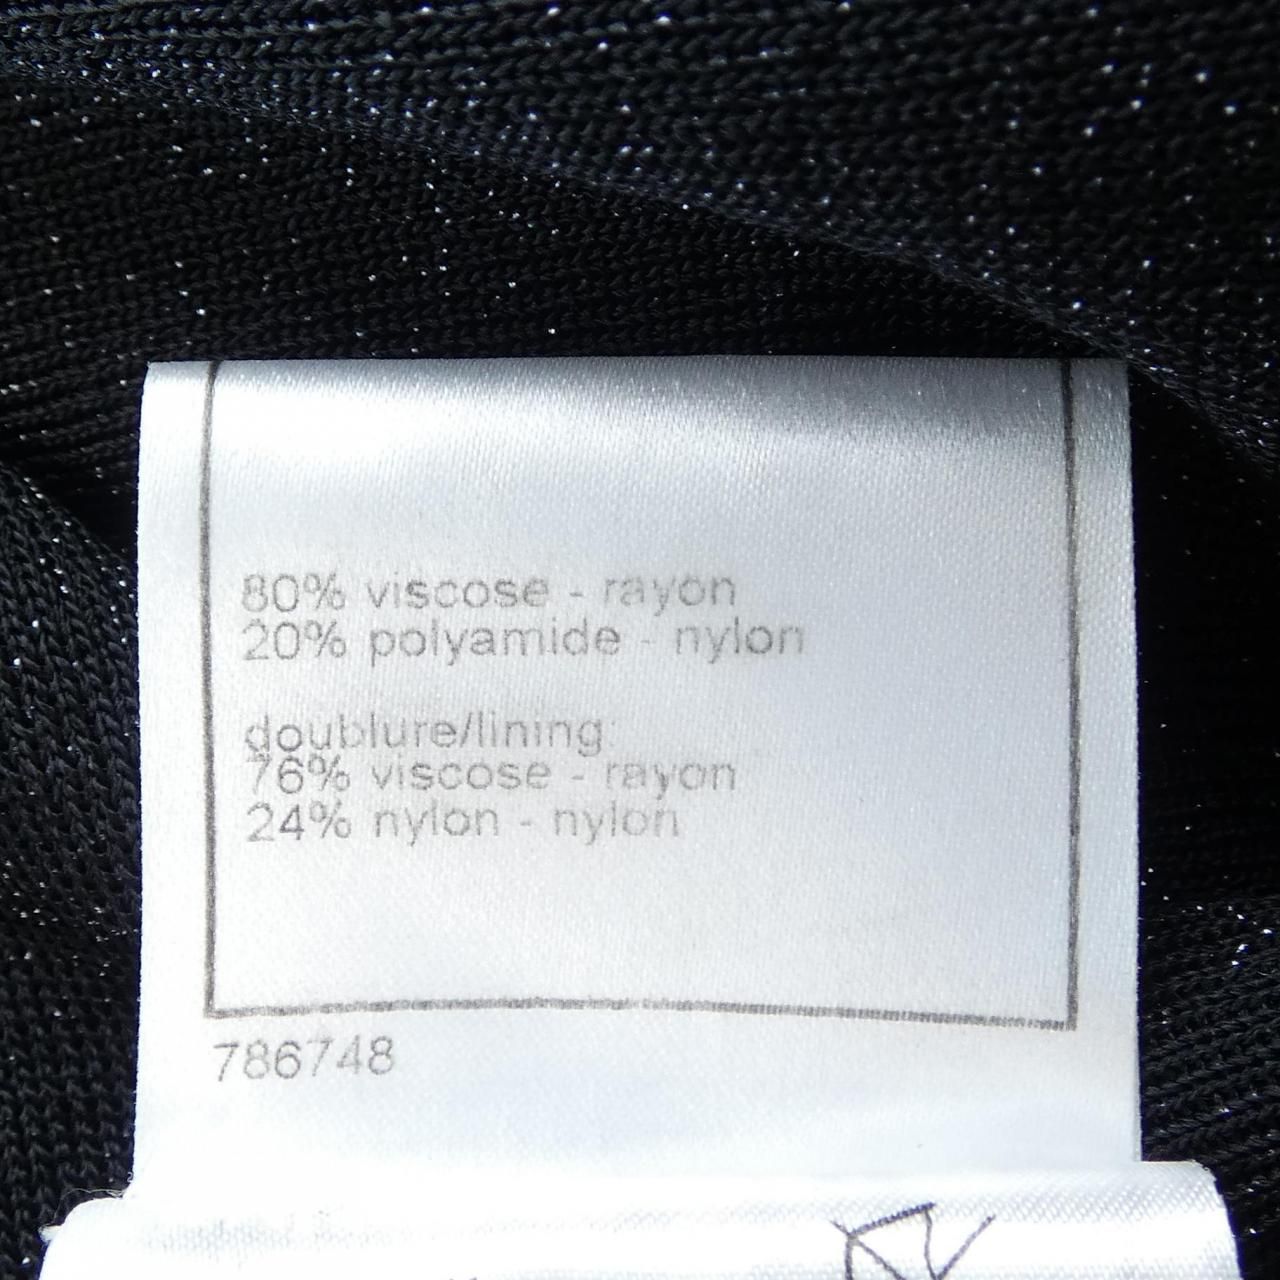 80% viscose - rayon
20% polyamide - nylon
doublure/lining:
76% viscose - rayon
24% nylon - nylon
786748